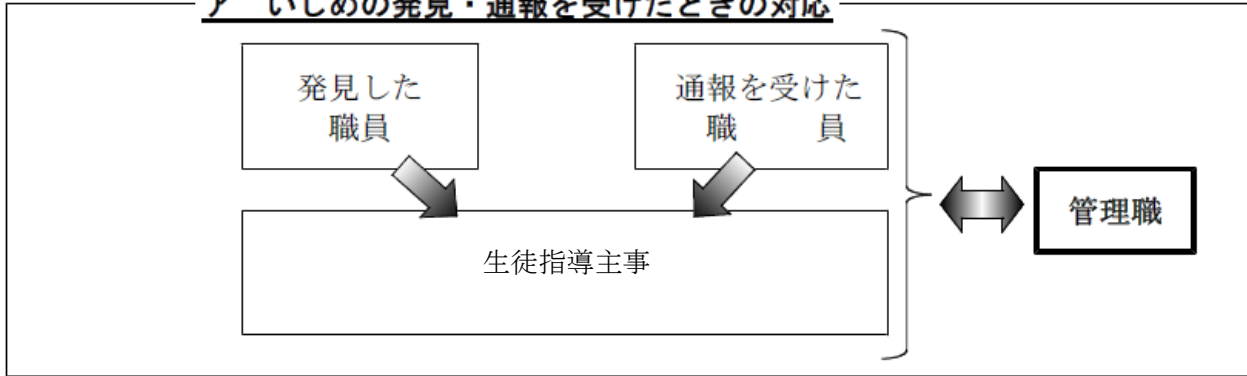 ア　いじめの発見・通報を受けたときの対応
発見した
職員
通報を受けた
職　　員
管理職
生徒指導主事